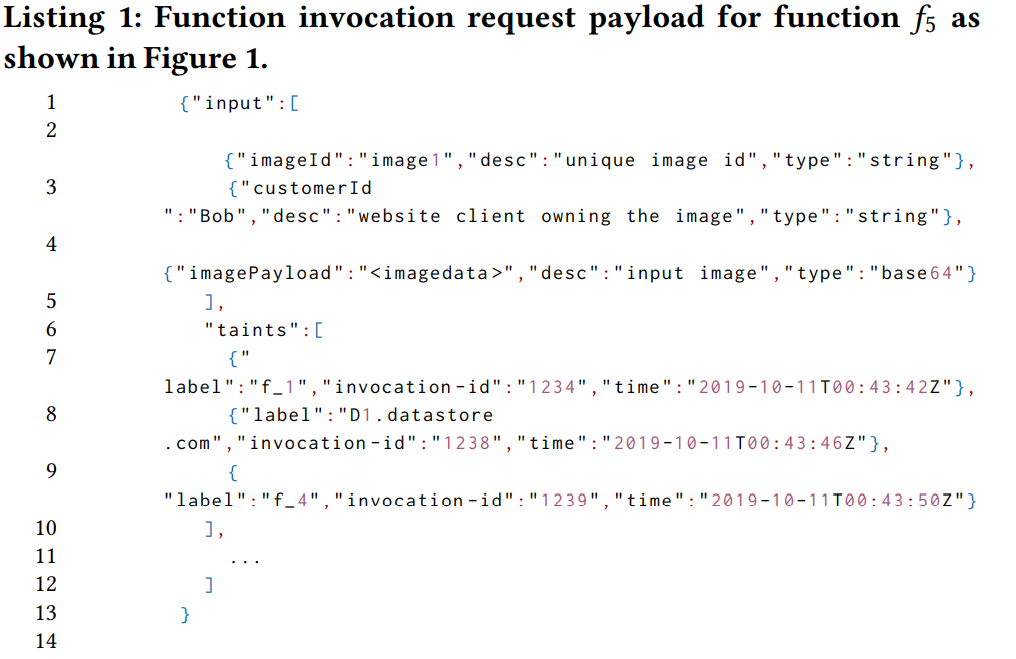 Listing 1: Function invocation request payload for function f5 as
shown in Figure 1.
1 {"input":[
2
{"imageId":"image1","desc":"unique image id","type":"string"},
3 {"customerId
":"Bob","desc":"website client owning the image","type":"string"},
4
{"imagePayload":"<imagedata>","desc":"input image","type":"base64"}
5 ],
6 "taints":[
7 {"
label":"f_1","invocation-id":"1234","time":"2019-10-11T00:43:42Z"},
8 {"label":"D1.datastore
.com","invocation-id":"1238","time":"2019-10-11T00:43:46Z"},
9 {
"label":"f_4","invocation-id":"1239","time":"2019-10-11T00:43:50Z"}
10 ],
11 ...
12 ]
13 }
14